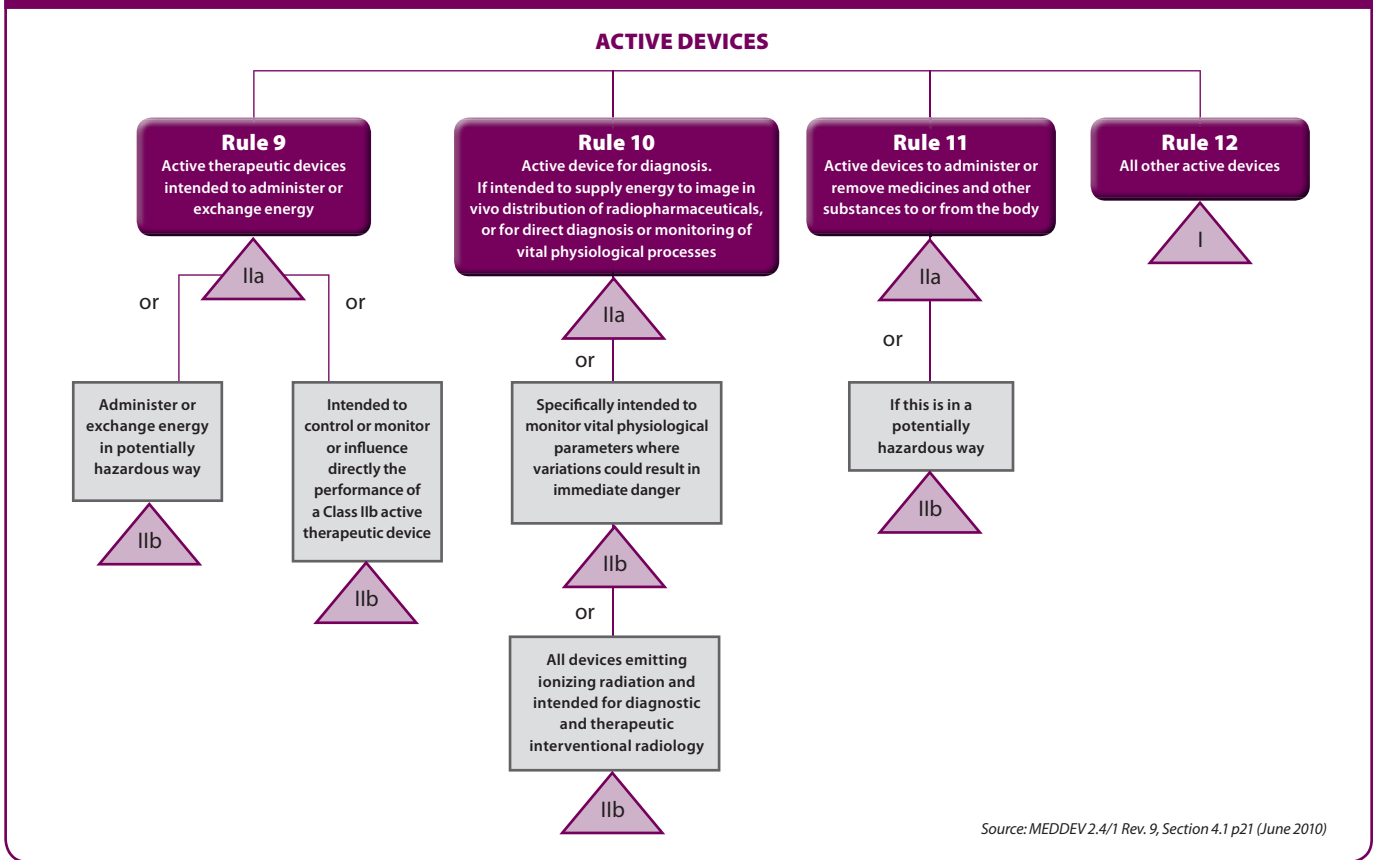 ACTIVE DEVICES
Rule 9
Active therapeutic devices
intended to administer or
exchange energy
IIa
or
or
Administer or
exchange energy
in potentially
hazardous way
IIb
Intended to
control or monitor
or influence
directly the
performance of
a Class IIb active
therapeutic device
IIb
Rule 10
Active device for diagnosis.
If intended to supply energy to image in
vivo distribution of radiopharmaceuticals,
or for direct diagnosis or monitoring of
vital physiological processes
IIa
or
Specifically intended to
monitor vital physiological
parameters where
variations could result in
immediate danger
IIb
or
All devices emitting
ionizing radiation and
intended for diagnostic
and therapeutic
interventional radiology
IIb
Rule 11
Active devices to administer or
remove medicines and other
substances to or from the body
IIa
or
If this is in a
potentially
hazardous way
IIb
Rule 12
All other active devices
I
Source: MEDDEV 2.4/1 Rev. 9, Section 4.1 p21 (June 2010)